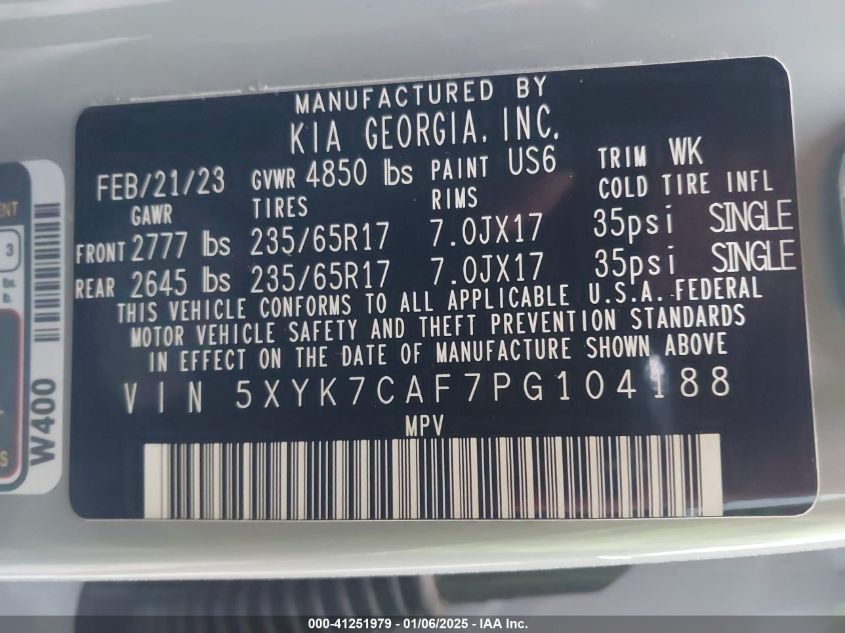 MANUFACTURED BY
KIA GEORGIA, INC.
FEB/21/23 GVWR 4850 lbs PAINT US6 TRIM WK
GAWR TIRES RIMS COLD TIRE INFL
FRONT 2777 lbs 235/65R17 7.0JX17 35psi SINGLE
REAR 2645 lbs 235/65R17 7.0JX17 35psi SINGLE
THIS VEHICLE CONFORMS TO ALL APPLICABLE U.S.A. FEDERAL
MOTOR VEHICLE SAFETY AND THEFT PREVENTION STANDARDS
IN EFFECT ON THE DATE OF MANUFACTURE SHOWN ABOVE
VIN 5XYK7CAF7PG104188
MPV
W400
3
lbs.
lb.
000-41251979 - 01/06/2025 - IAA Inc.